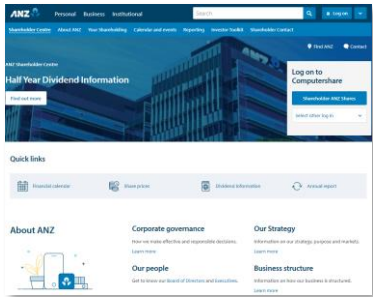 ANZ
Personal Business Institutional
Search
Log on
Shareholder Centre About ANZ Your Shareholding Calendar and events Reporting Investor Toolkit Shareholder Contact
Find ANZ Contact
ANZ Shareholder Centre
Half Year Dividend Information
Find out more
Log on to
Computershare
Shareholder ANZ Shares
Select other log in
Quick links
Financial calendar Share prices Dividend information Annual report
About ANZ
Corporate governance
How we make effective and responsible decisions.
Learn more
Our Strategy
Information on our strategy, purpose and markets.
Learn more
Our people
Get to know our Board of Directors and Executives.
Business structure
Information on how our business is structured.
Learn more